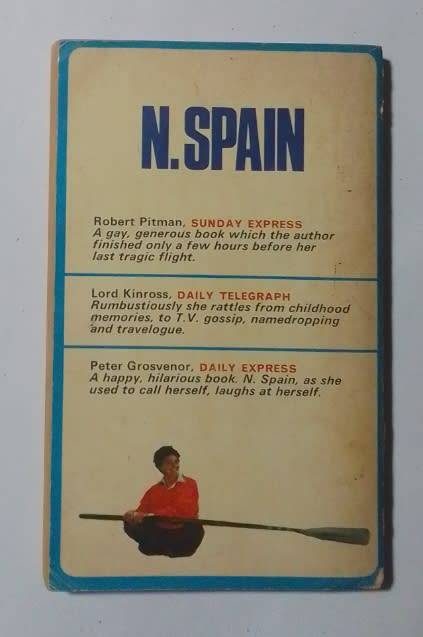 N. SPAIN
Robert Pitman, SUNDAY EXPRESS
A gay, generous book which the author
finished only a few hours before her
last tragic flight.
Lord Kinross, DAILY TELEGRAPH
Rumbustiously she rattles from childhood
memories, to T.V. gossip, namedropping
and travelogue.
Peter Grosvenor, DAILY EXPRESS
A happy, hilarious book. N. Spain, as she
used to call herself, laughs at herself.